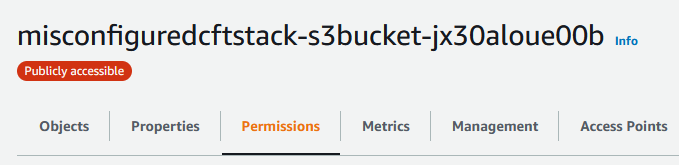 misconfiguredcftstack-s3bucket-jx30aloue00b Info
Publicly accessible
Objects Properties Permissions Metrics Management Access Points